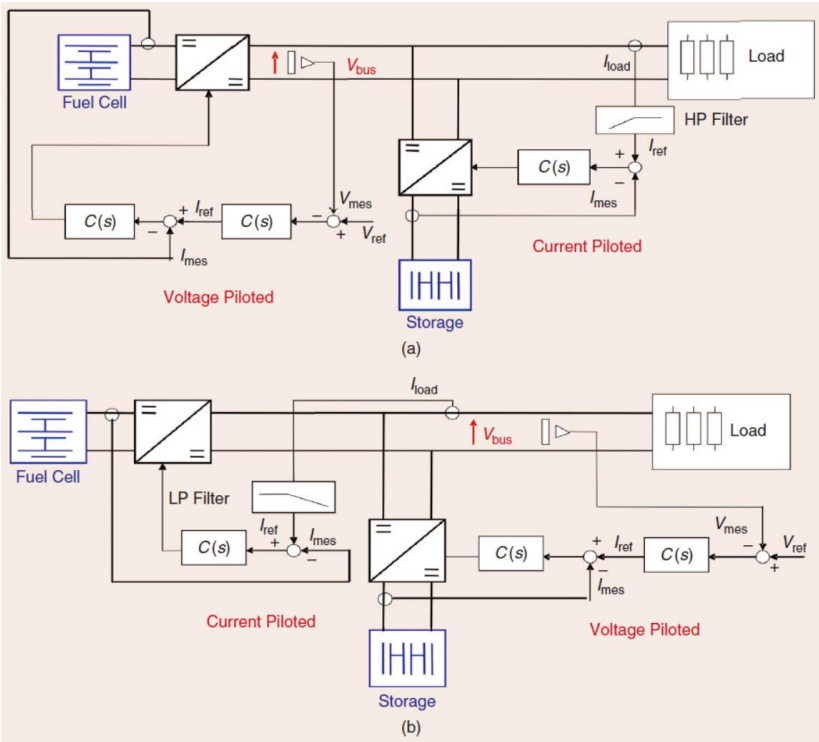 Fuel Cell
V_bus
I_load
Load
HP Filter
I_ref
+
−
C(s)
I_mes
Current Piloted
V_mes
C(s)
+ I_ref
−
C(s)
−
+
V_ref
I_mes
Voltage Piloted
Storage
(a)
I_load
V_bus
Load
Fuel Cell
LP Filter
I_ref
I_mes
C(s)
+
−
V_mes
C(s)
+
I_ref
−
C(s)
−
V_ref
+
I_mes
Current Piloted
Voltage Piloted
Storage
(b)